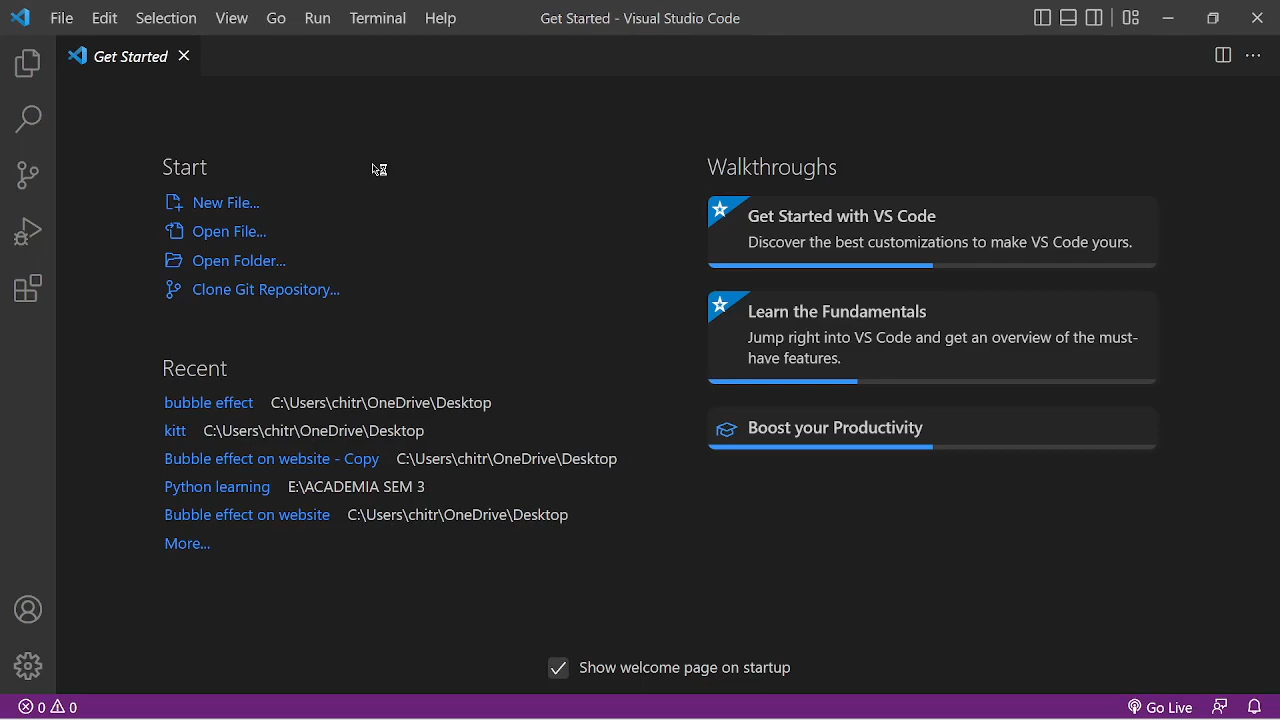 File Edit Selection View Go Run Terminal Help Get Started - Visual Studio Code
Get Started
Start
New File...
Open File...
Open Folder...
Clone Git Repository...
Recent
bubble effect C:\Users\chitr\OneDrive\Desktop
kitt C:\Users\chitr\OneDrive\Desktop
Bubble effect on website - Copy C:\Users\chitr\OneDrive\Desktop
Python learning E:\ACADEMIA SEM 3
Bubble effect on website C:\Users\chitr\OneDrive\Desktop
More...
Walkthroughs
Get Started with VS Code
Discover the best customizations to make VS Code yours.
Learn the Fundamentals
Jump right into VS Code and get an overview of the must-
have features.
Boost your Productivity
Show welcome page on startup
0 0 Go Live